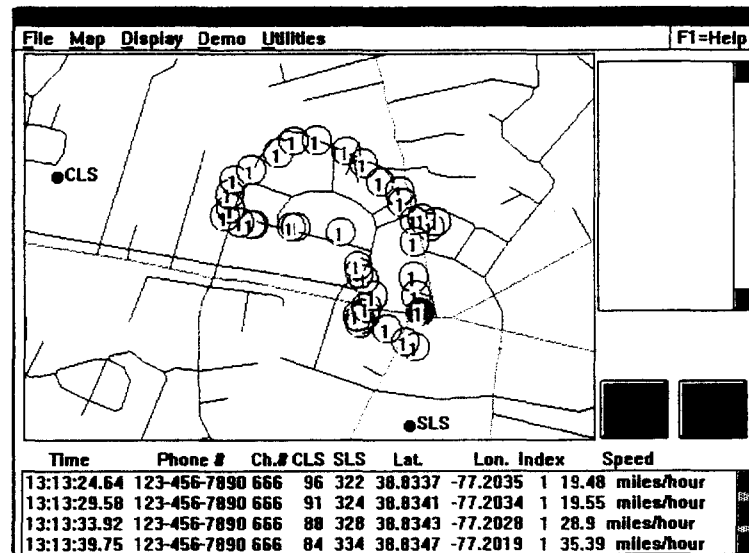 File Map Display Demo Utilities F1=Help
CLS
SLS
Time Phone # Ch.# CLS SLS Lat. Lon. Index Speed
13:13:24.64 123-456-7890 666 96 322 38.8337 -77.2035 1 19.48 miles/hour
13:13:29.58 123-456-7890 666 91 324 38.8341 -77.2034 1 19.55 miles/hour
13:13:33.92 123-456-7890 666 88 328 38.8343 -77.2028 1 28.9 miles/hour
13:13:39.75 123-456-7890 666 84 334 38.8347 -77.2019 1 35.39 miles/hour